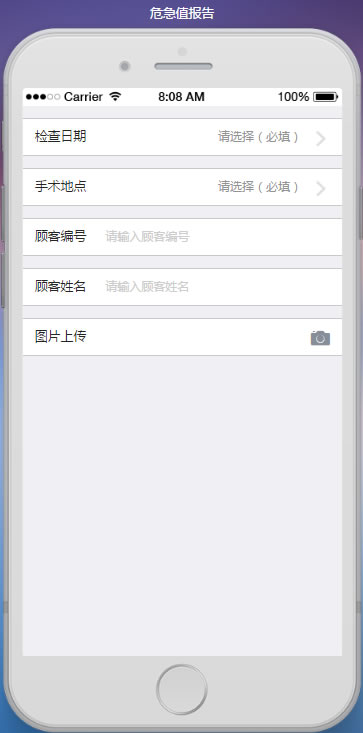 危急值报告
Carrier 8:08 AM 100%
检查日期 请选择（必填）
手术地点 请选择（必填）
顾客编号 请输入顾客编号
顾客姓名 请输入顾客姓名
图片上传